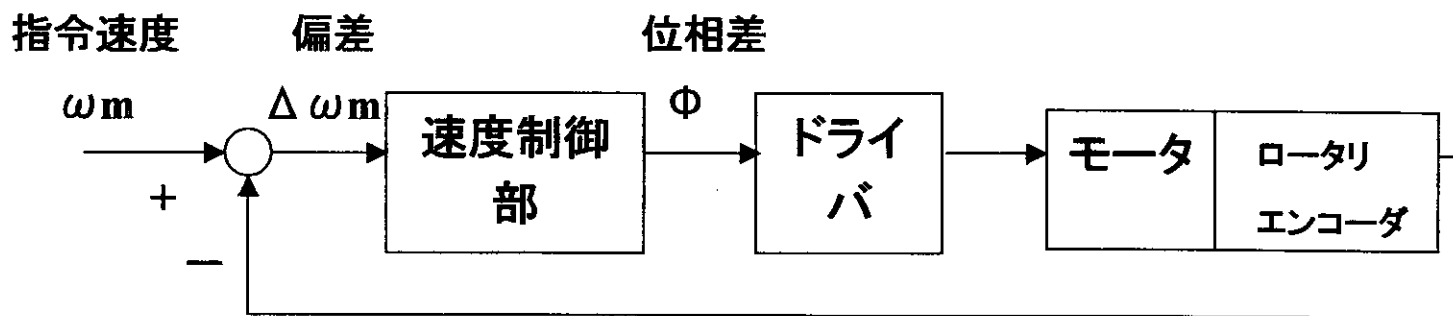 指令速度
偏差
位相差
ωm
Δωm
Φ
速度制御
部
ドライ
バ
モータ
ロータリ
エンコーダ
+
−